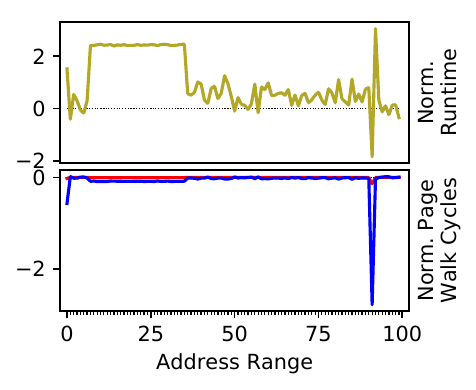 2
0
−2
Norm.
Runtime
0
−2
Norm. Page
Walk Cycles
0
25
50
75
100
Address Range